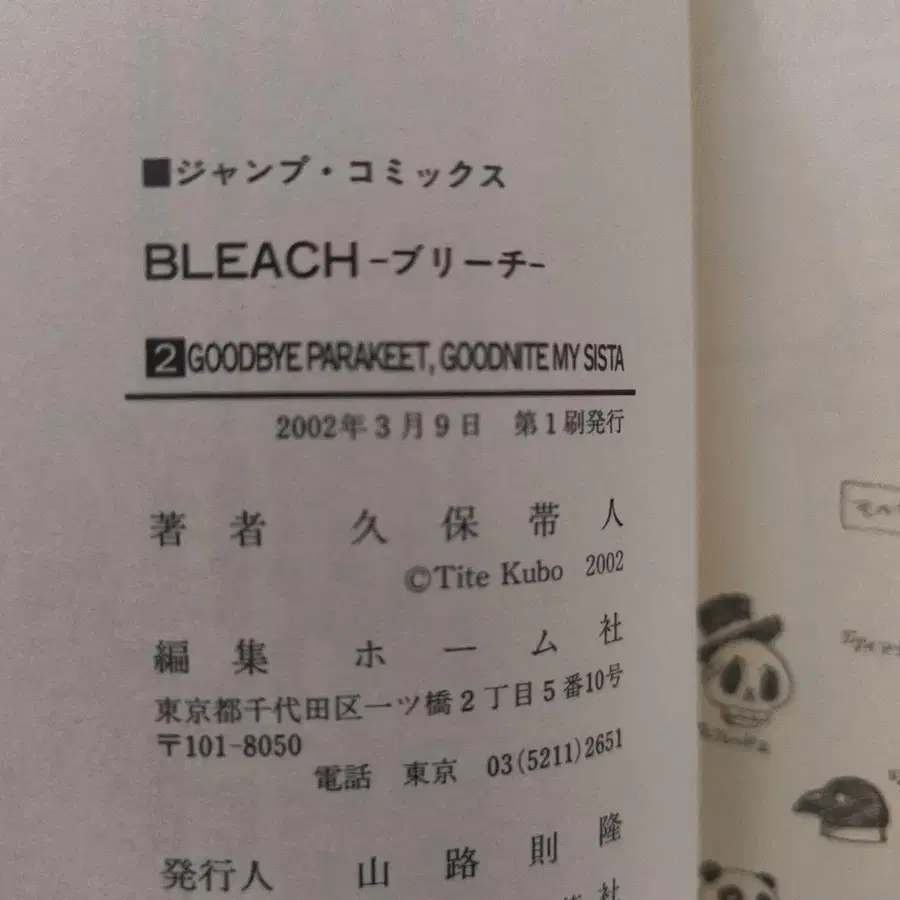 ■ジャンプ・コミックス
BLEACH-ブリーチ-
2 GOODBYE PARAKEET, GOODNITE MY SISTA
2002年3月9日 第1刷発行
著者 久保帯人
©Tite Kubo 2002
編集 ホーム社
東京都千代田区一ツ橋2丁目5番10号
〒101-8050
電話 東京 03(5211)2651
発行人 山路則隆